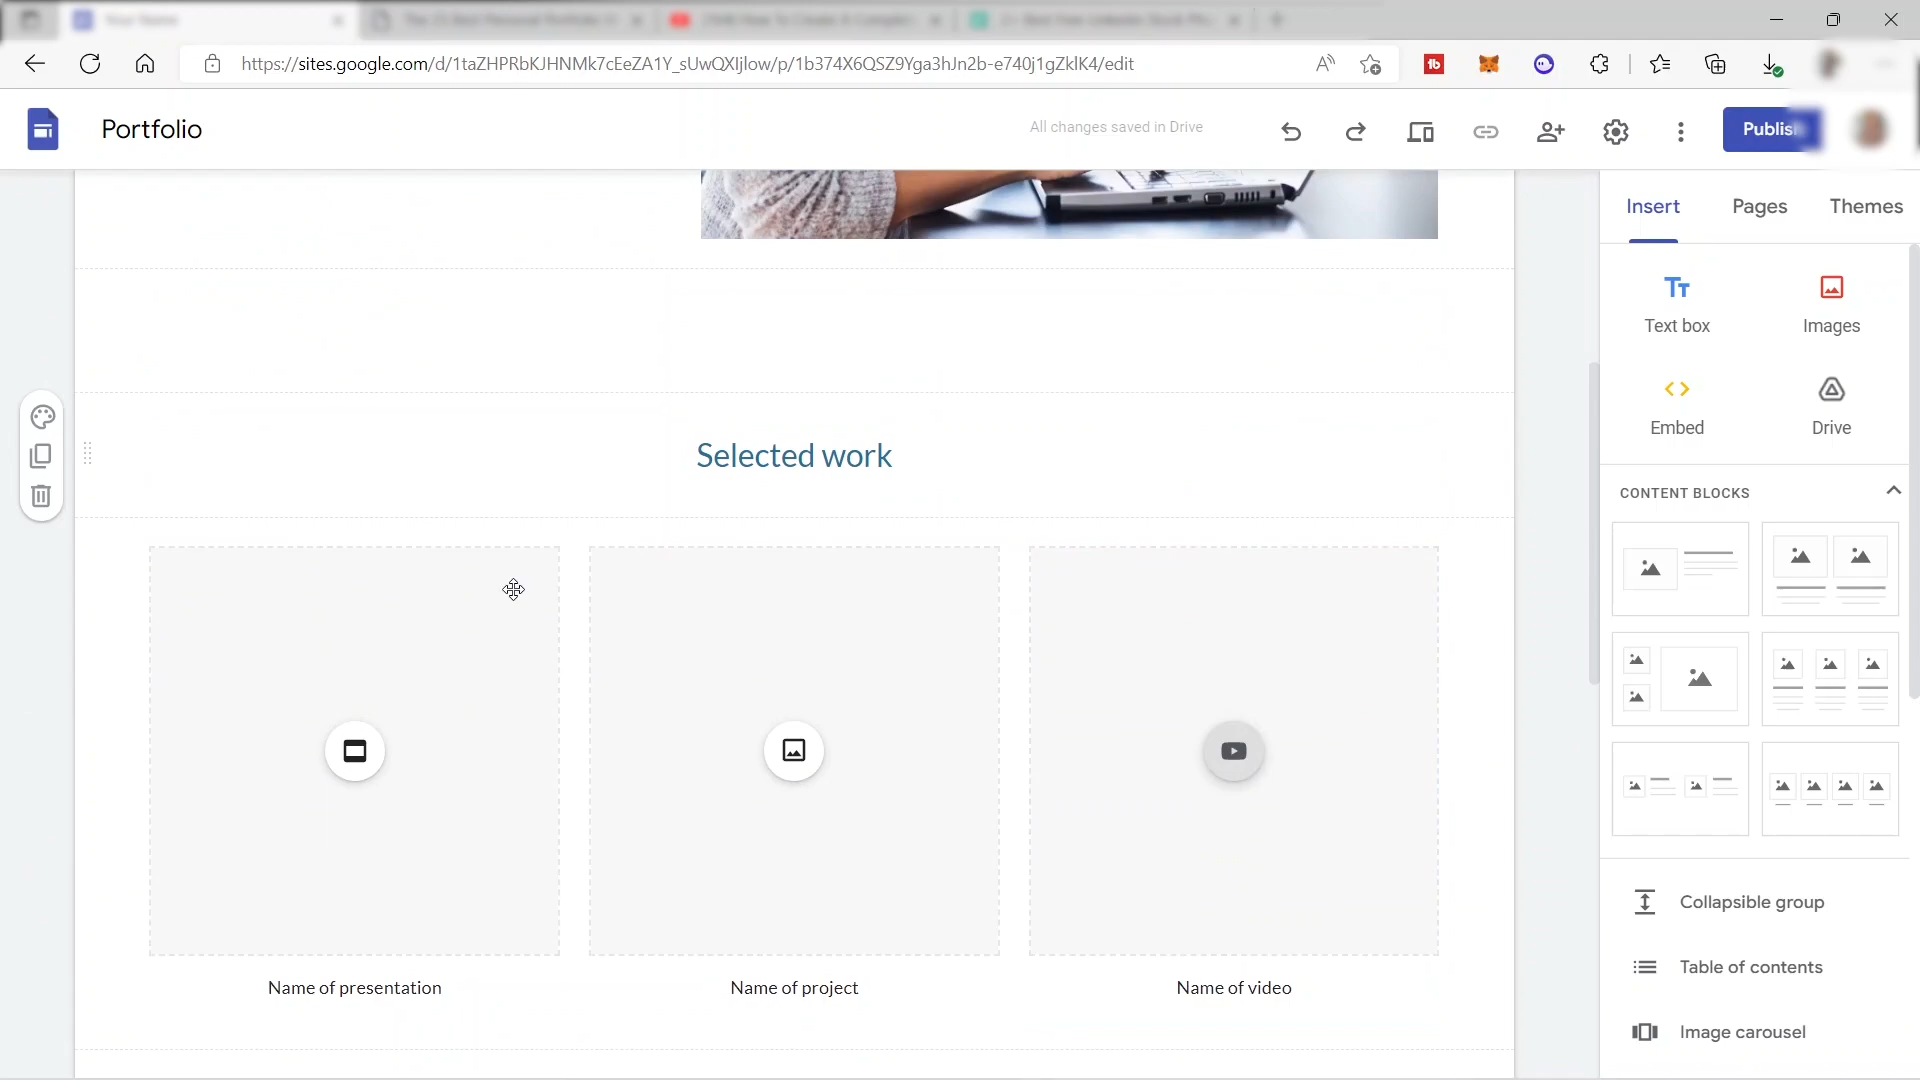 https://sites.google.com/d/1taZHPRbKJHNMk7cEeZA1Y_sUwQXIjlow/p/1b374X6QSZ9Yga3hJn2b-e740j1gZklK4/edit
Portfolio
All changes saved in Drive
Publish
Insert
Pages
Themes
Text box
Images
Embed
Drive
CONTENT BLOCKS
Selected work
Name of presentation
Name of project
Name of video
Collapsible group
Table of contents
Image carousel